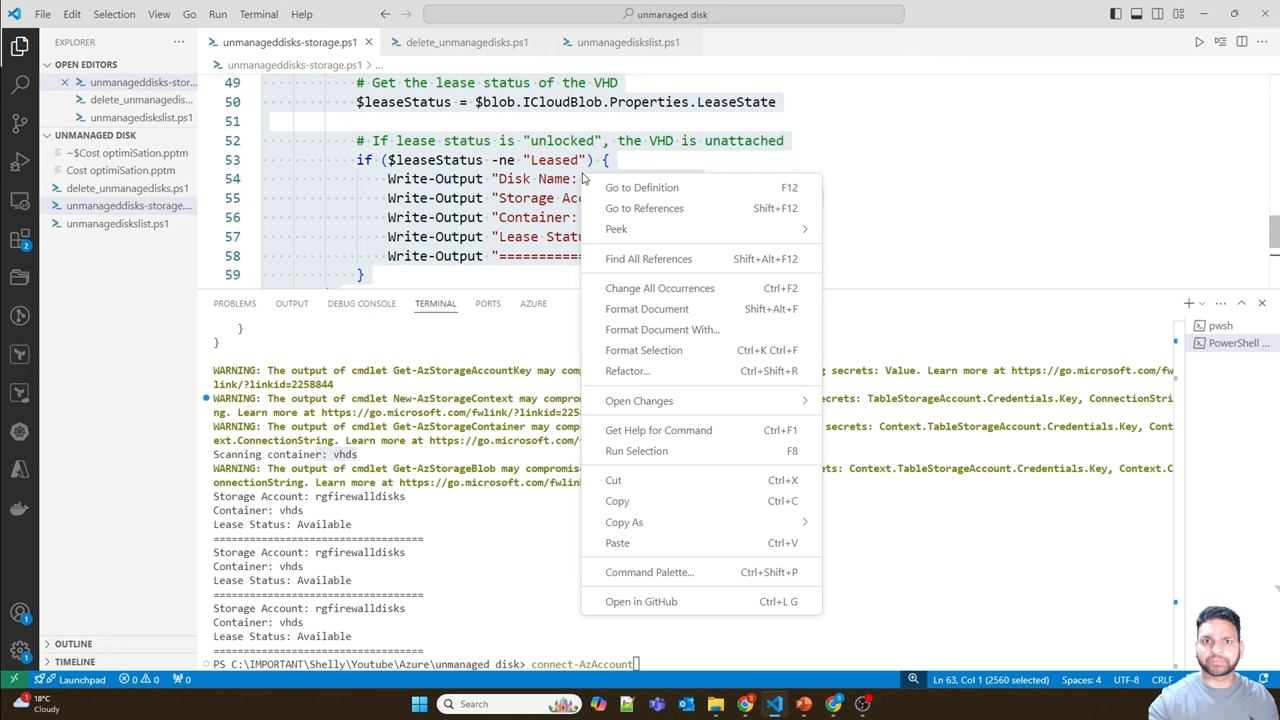 File Edit Selection View Go Run Terminal Help
unmanaged disk
EXPLORER
OPEN EDITORS
unmanageddisks-stor...
delete_unmanagedis...
unmanageddiskslist.ps1
UNMANAGED DISK
~$Cost optimiSation.pptm
Cost optimiSation.pptm
delete_unmanagedisks.ps1
unmanageddisks-storage....
unmanageddiskslist.ps1
OUTLINE
TIMELINE
unmanageddisks-storage.ps1
delete_unmanagedisks.ps1
unmanageddiskslist.ps1
unmanageddisks-storage.ps1 > ...
49 # Get the lease status of the VHD
50 $leaseStatus = $blob.ICloudBlob.Properties.LeaseState
51
52 # If lease status is "unlocked", the VHD is unattached
53 if ($leaseStatus -ne "Leased") {
54 Write-Output "Disk Name:
55 Write-Output "Storage Acc
56 Write-Output "Container:
57 Write-Output "Lease Statu
58 Write-Output "===========
59 }
Go to Definition F12
Go to References Shift+F12
Peek
Find All References Shift+Alt+F12
Change All Occurrences Ctrl+F2
Format Document Shift+Alt+F
Format Document With...
Format Selection Ctrl+K Ctrl+F
Refactor... Ctrl+Shift+R
Open Changes
Get Help for Command Ctrl+F1
Run Selection F8
Cut Ctrl+X
Copy Ctrl+C
Copy As
Paste Ctrl+V
Command Palette... Ctrl+Shift+P
Open in GitHub Ctrl+L G
PROBLEMS OUTPUT DEBUG CONSOLE TERMINAL PORTS AZURE
pwsh
PowerShell ...
}
}
WARNING: The output of cmdlet Get-AzStorageAccountKey may comp secrets: Value. Learn more at https://go.microsoft.com/fw
link/?linkid=2258844
WARNING: The output of cmdlet New-AzStorageContext may comprom secrets: TableStorageAccount.Credentials.Key, ConnectionStri
ng. Learn more at https://go.microsoft.com/fwlink/?linkid=225
WARNING: The output of cmdlet Get-AzStorageContainer may compr secrets: Context.TableStorageAccount.Credentials.Key, Cont
ext.ConnectionString. Learn more at https://go.microsoft.com/f
Scanning container: vhds
WARNING: The output of cmdlet Get-AzStorageBlob may compromise ets: Context.TableStorageAccount.Credentials.Key, Context.C
onnectionString. Learn more at https://go.microsoft.com/fwlink
Storage Account: rgfirewalldisks
Container: vhds
Lease Status: Available
===================================
Storage Account: rgfirewalldisks
Container: vhds
Lease Status: Available
===================================
Storage Account: rgfirewalldisks
Container: vhds
Lease Status: Available
===================================
PS C:\IMPORTANT\Shelly\Youtube\Azure\unmanaged disk> connect-AzAccount
Launchpad 0 0 0
Ln 63, Col 1 (2560 selected) Spaces: 4 UTF-8 CRLF
18°C
Cloudy
Search